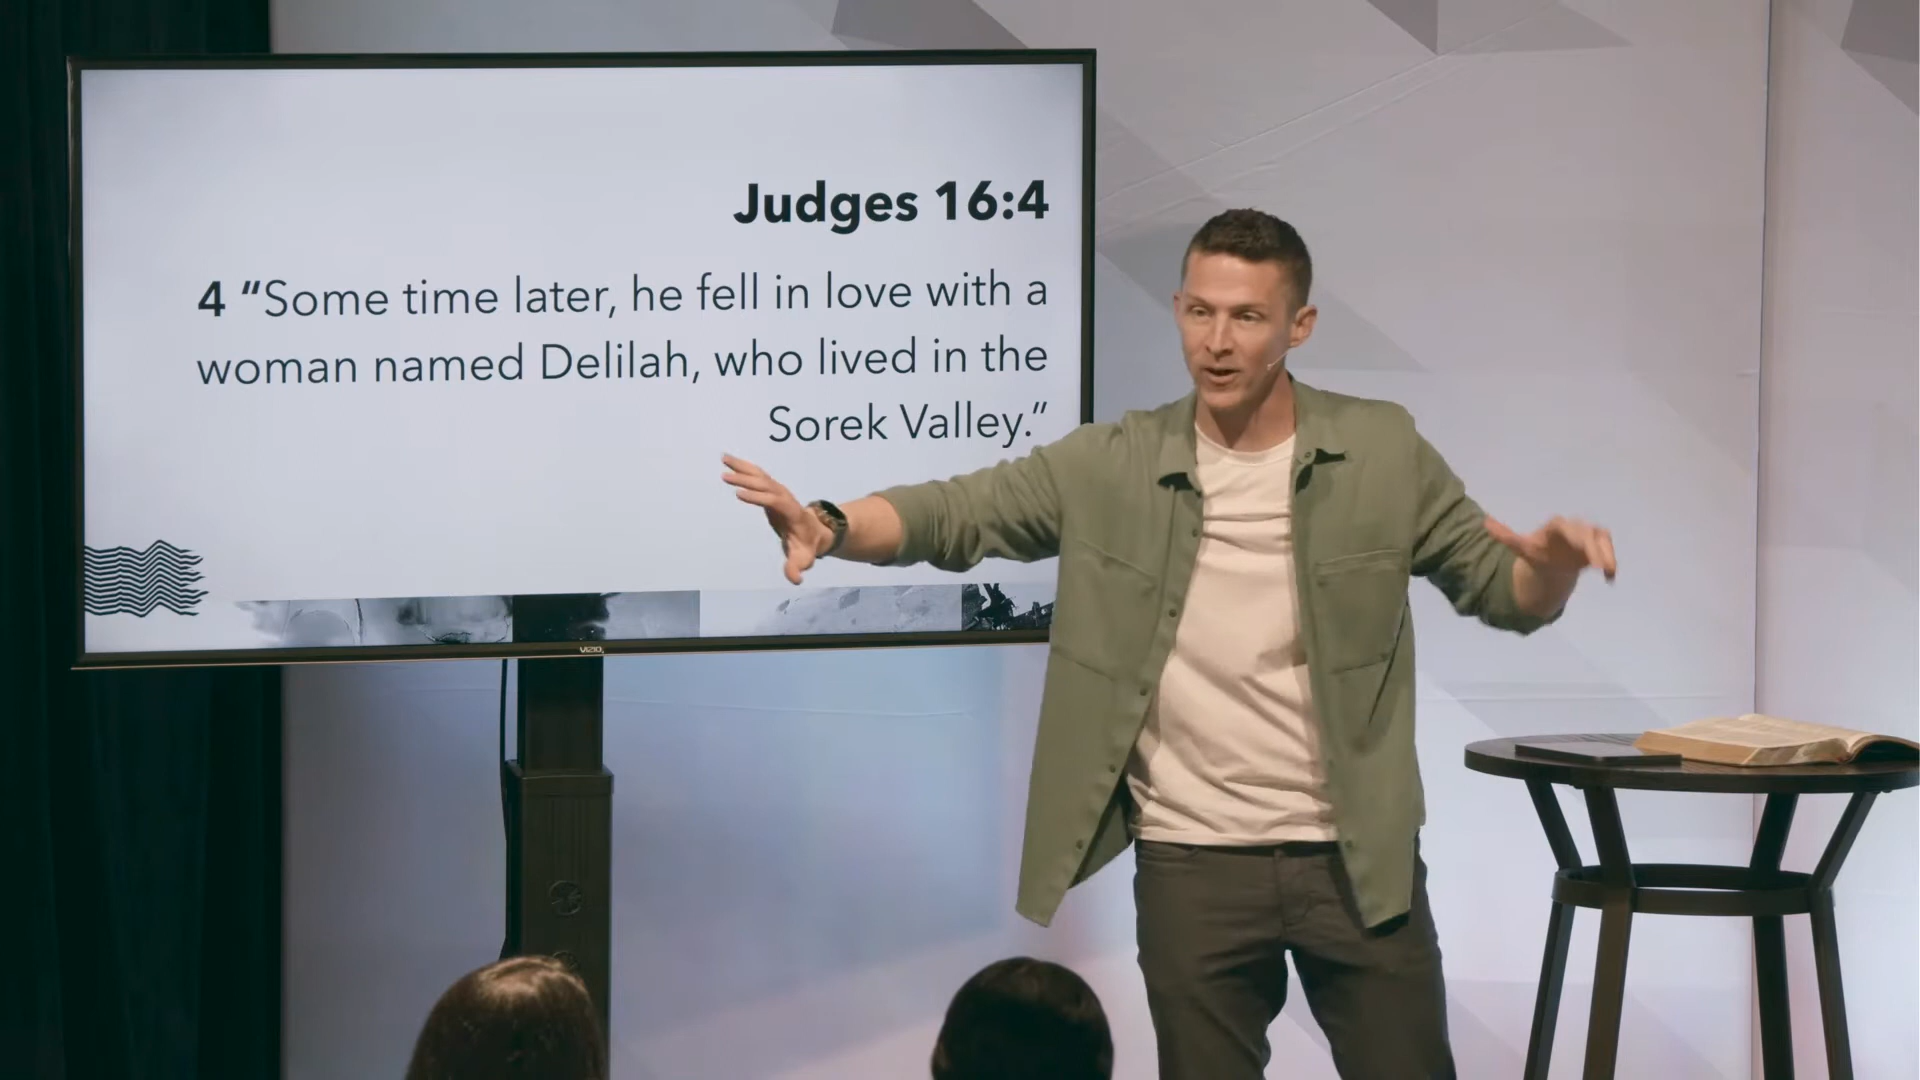 Judges 16:4
4 “Some time later, he fell in love with a
woman named Delilah, who lived in the
Sorek Valley.”
VIZIO